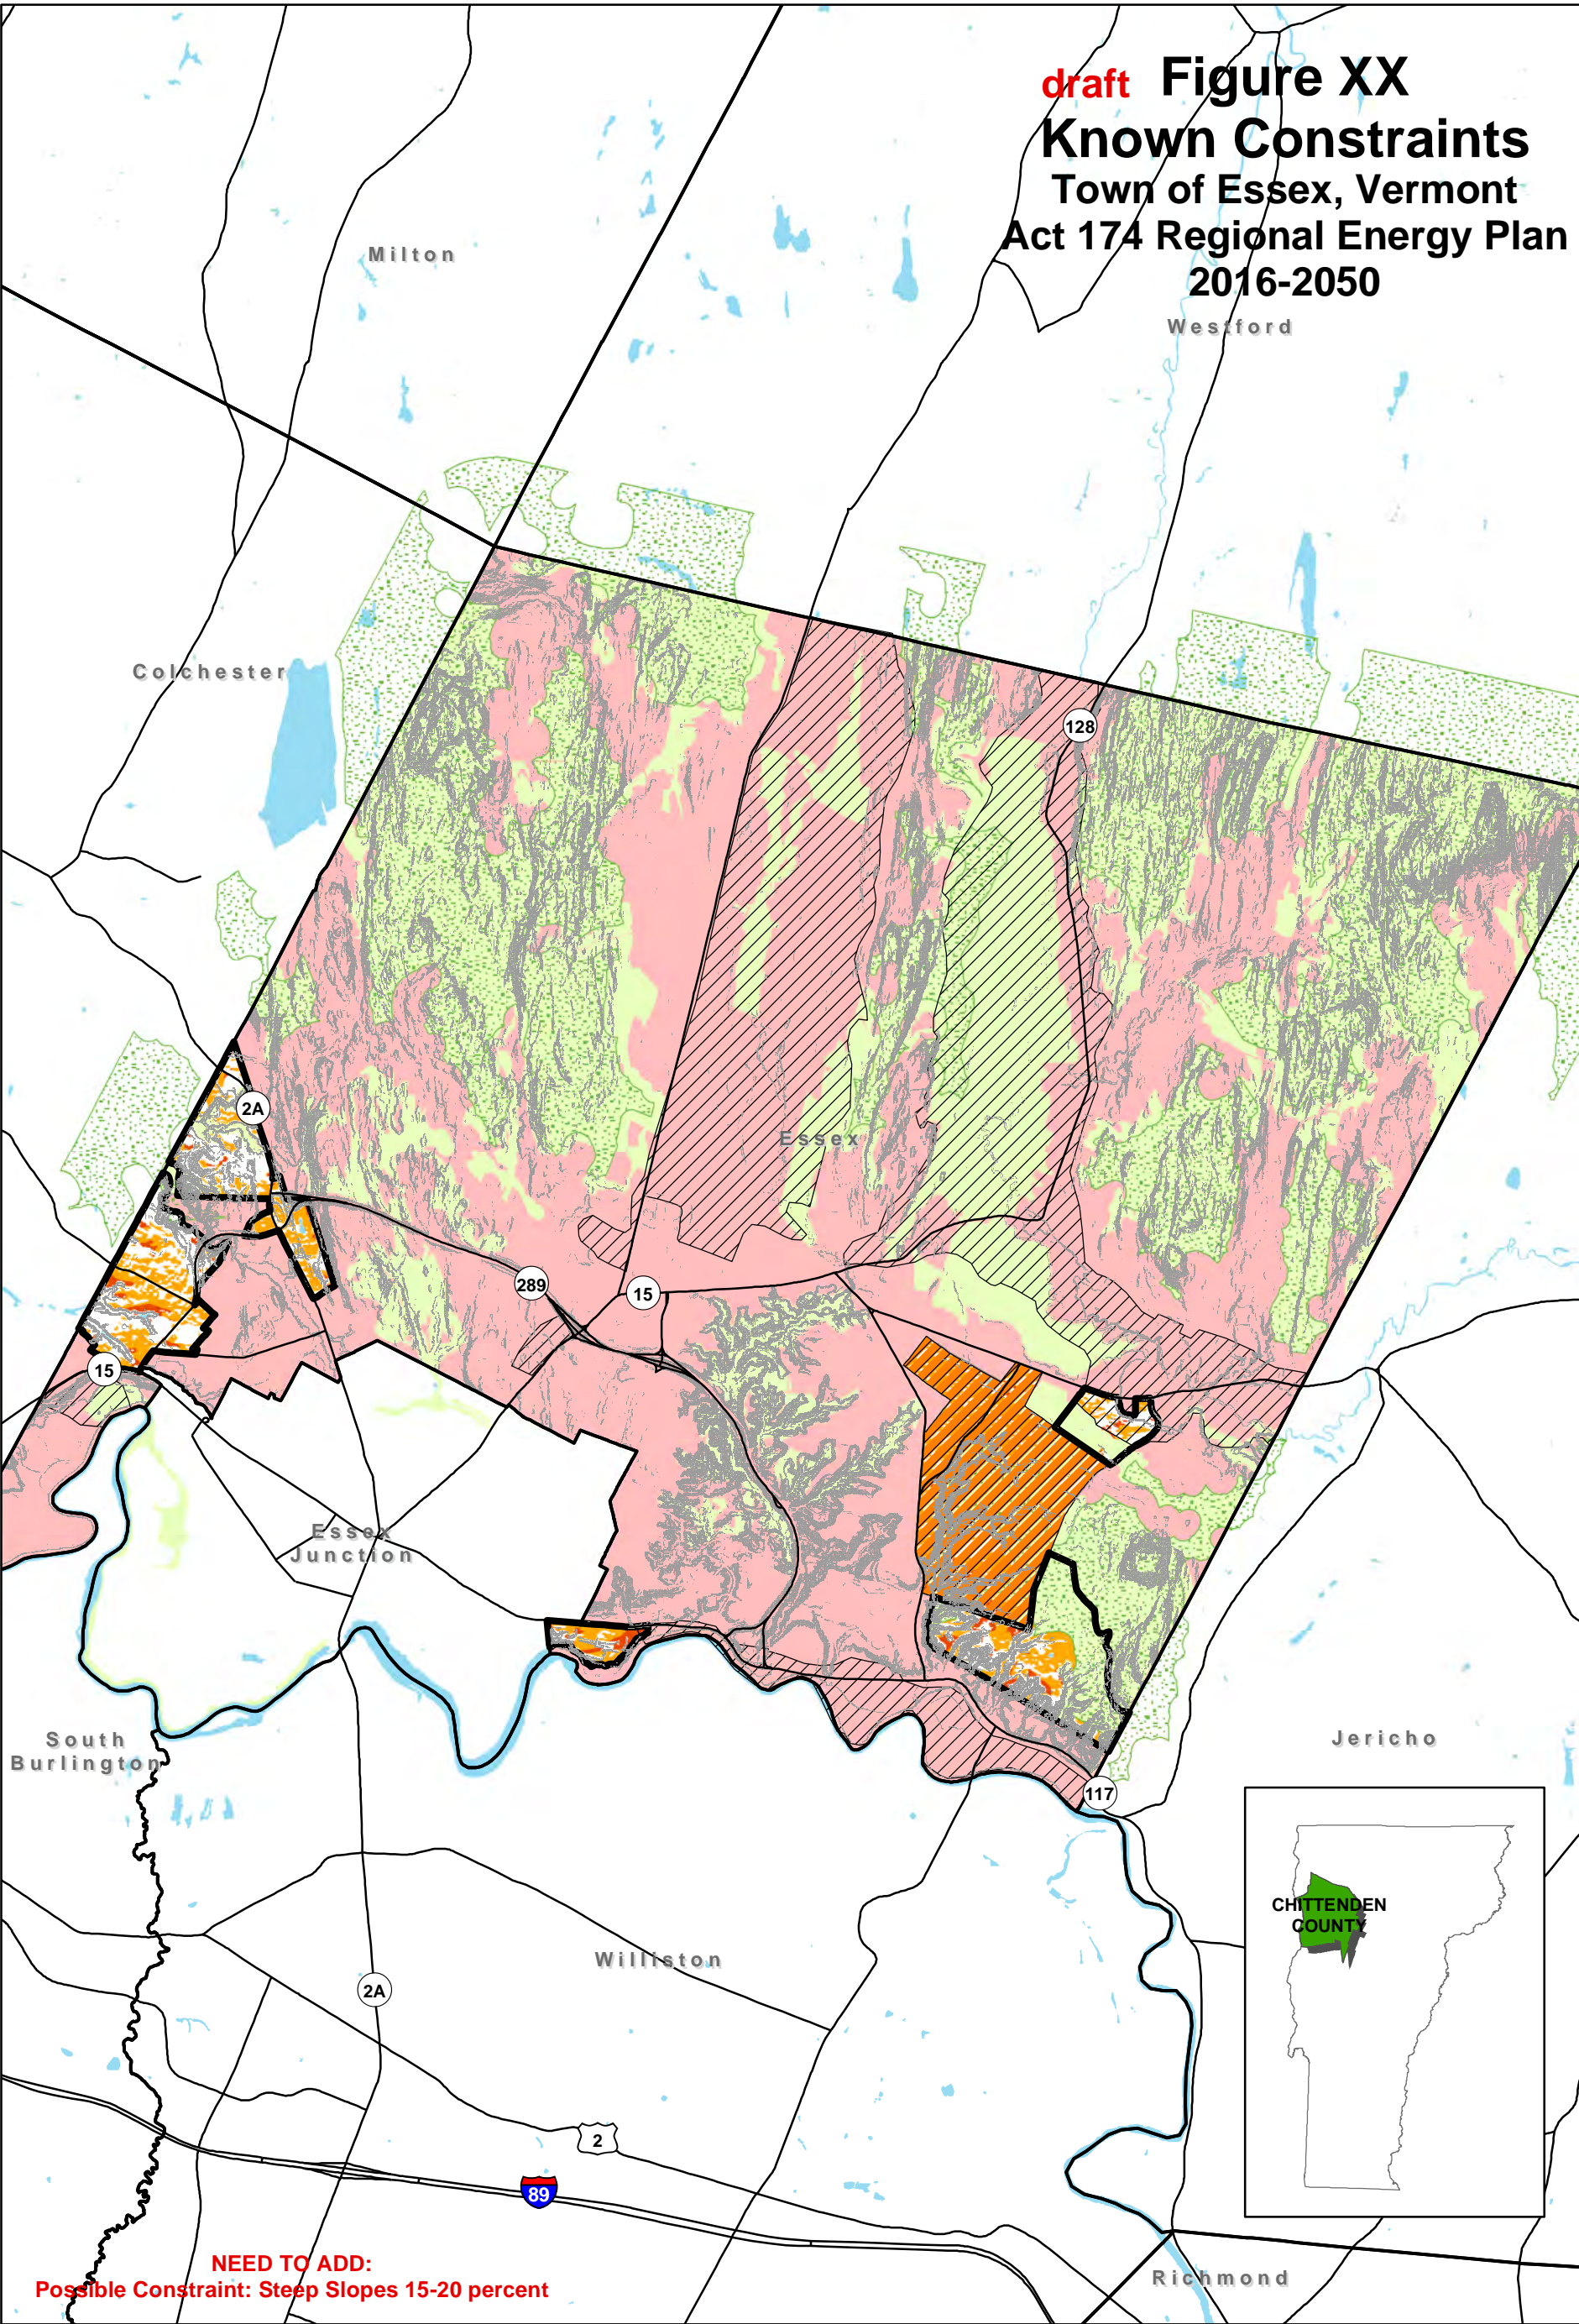 draft Figure XX
Known Constraints
Town of Essex, Vermont
Act 174 Regional Energy Plan
2016-2050
Milton
Westford
Colchester
128
2A
Essex
289
15
15
Essex
Junction
South
Burlington
Jericho
117
CHITTENDEN
COUNTY
Williston
2A
2
89
NEED TO ADD:
Possible Constraint: Steep Slopes 15-20 percent
Richmond